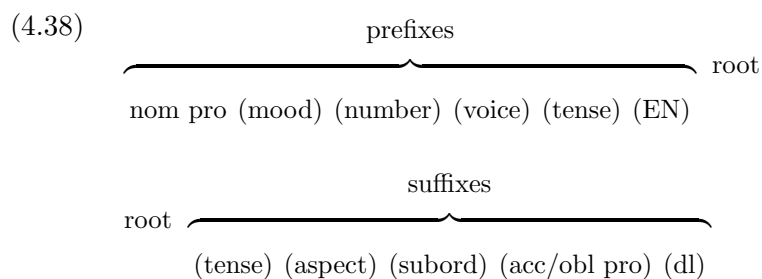 (4.38)
prefixes
root
nom pro (mood) (number) (voice) (tense) (EN)
suffixes
root
(tense) (aspect) (subord) (acc/obl pro) (dl)